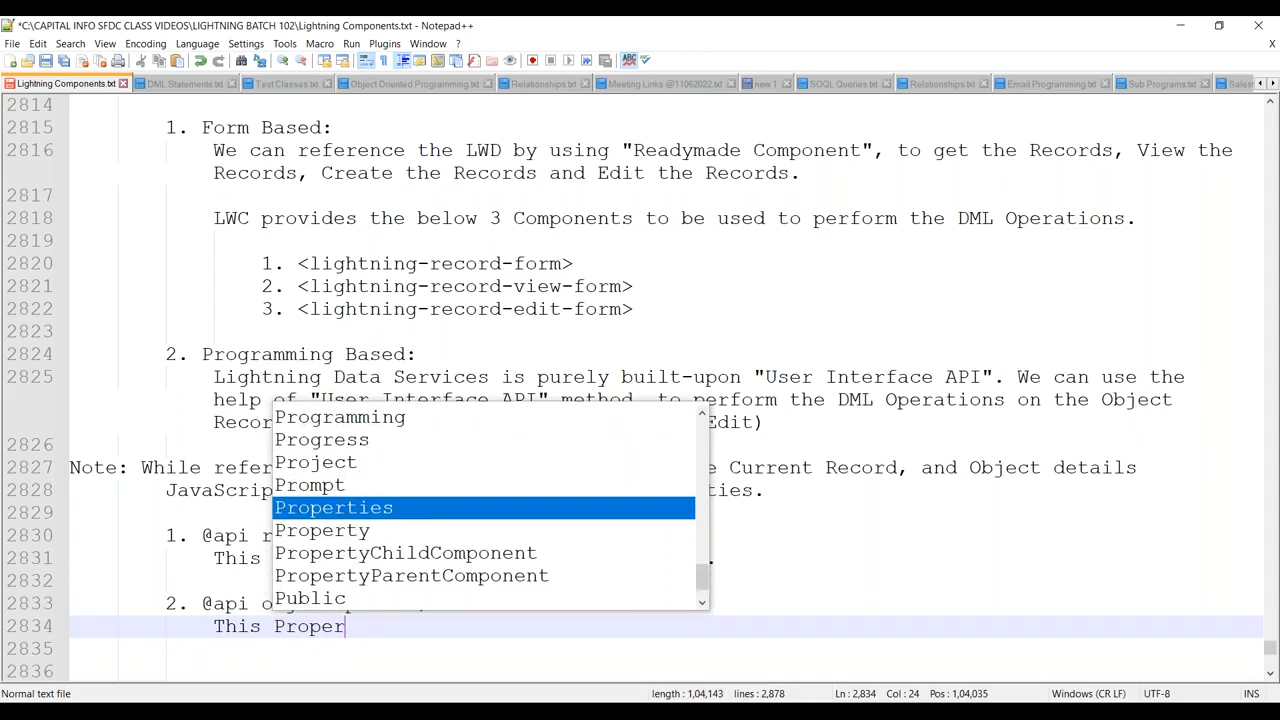 *C:\CAPITAL INFO SFDC CLASS VIDEOS\LIGHTNING BATCH 102\Lightning Components.txt - Notepad++
File Edit Search View Encoding Language Settings Tools Macro Run Plugins Window ?
X
Lightning Components.txt DML Statements.txt Test Classes.txt Object Oriented Programming.txt Relationships.txt Meeting Links @11062022.txt new 1 SOQL Queries.txt Relationships.txt Email Programming.txt Sub Programs.txt Sales
2814
2815 1. Form Based:
2816 We can reference the LWD by using "Readymade Component", to get the Records, View the
Records, Create the Records and Edit the Records.
2817
2818 LWC provides the below 3 Components to be used to perform the DML Operations.
2819
2820 1. <lightning-record-form>
2821 2. <lightning-record-view-form>
2822 3. <lightning-record-edit-form>
2823
2824 2. Programming Based:
2825 Lightning Data Services is purely built-upon "User Interface API". We can use the
help of "User Interface API" method, to perform the DML Operations on the Object
Recor Edit)
2826
2827 Note: While refer e Current Record, and Object details
2828 JavaScrip ties.
2829
2830 1. @api r
2831 This .
2832
2833 2. @api o
2834 This Proper
2835
2836
Programming
Progress
Project
Prompt
Properties
Property
PropertyChildComponent
PropertyParentComponent
Public
Normal text file length : 1,04,143 lines : 2,878 Ln : 2,834 Col : 24 Pos : 1,04,035 Windows (CR LF) UTF-8 INS